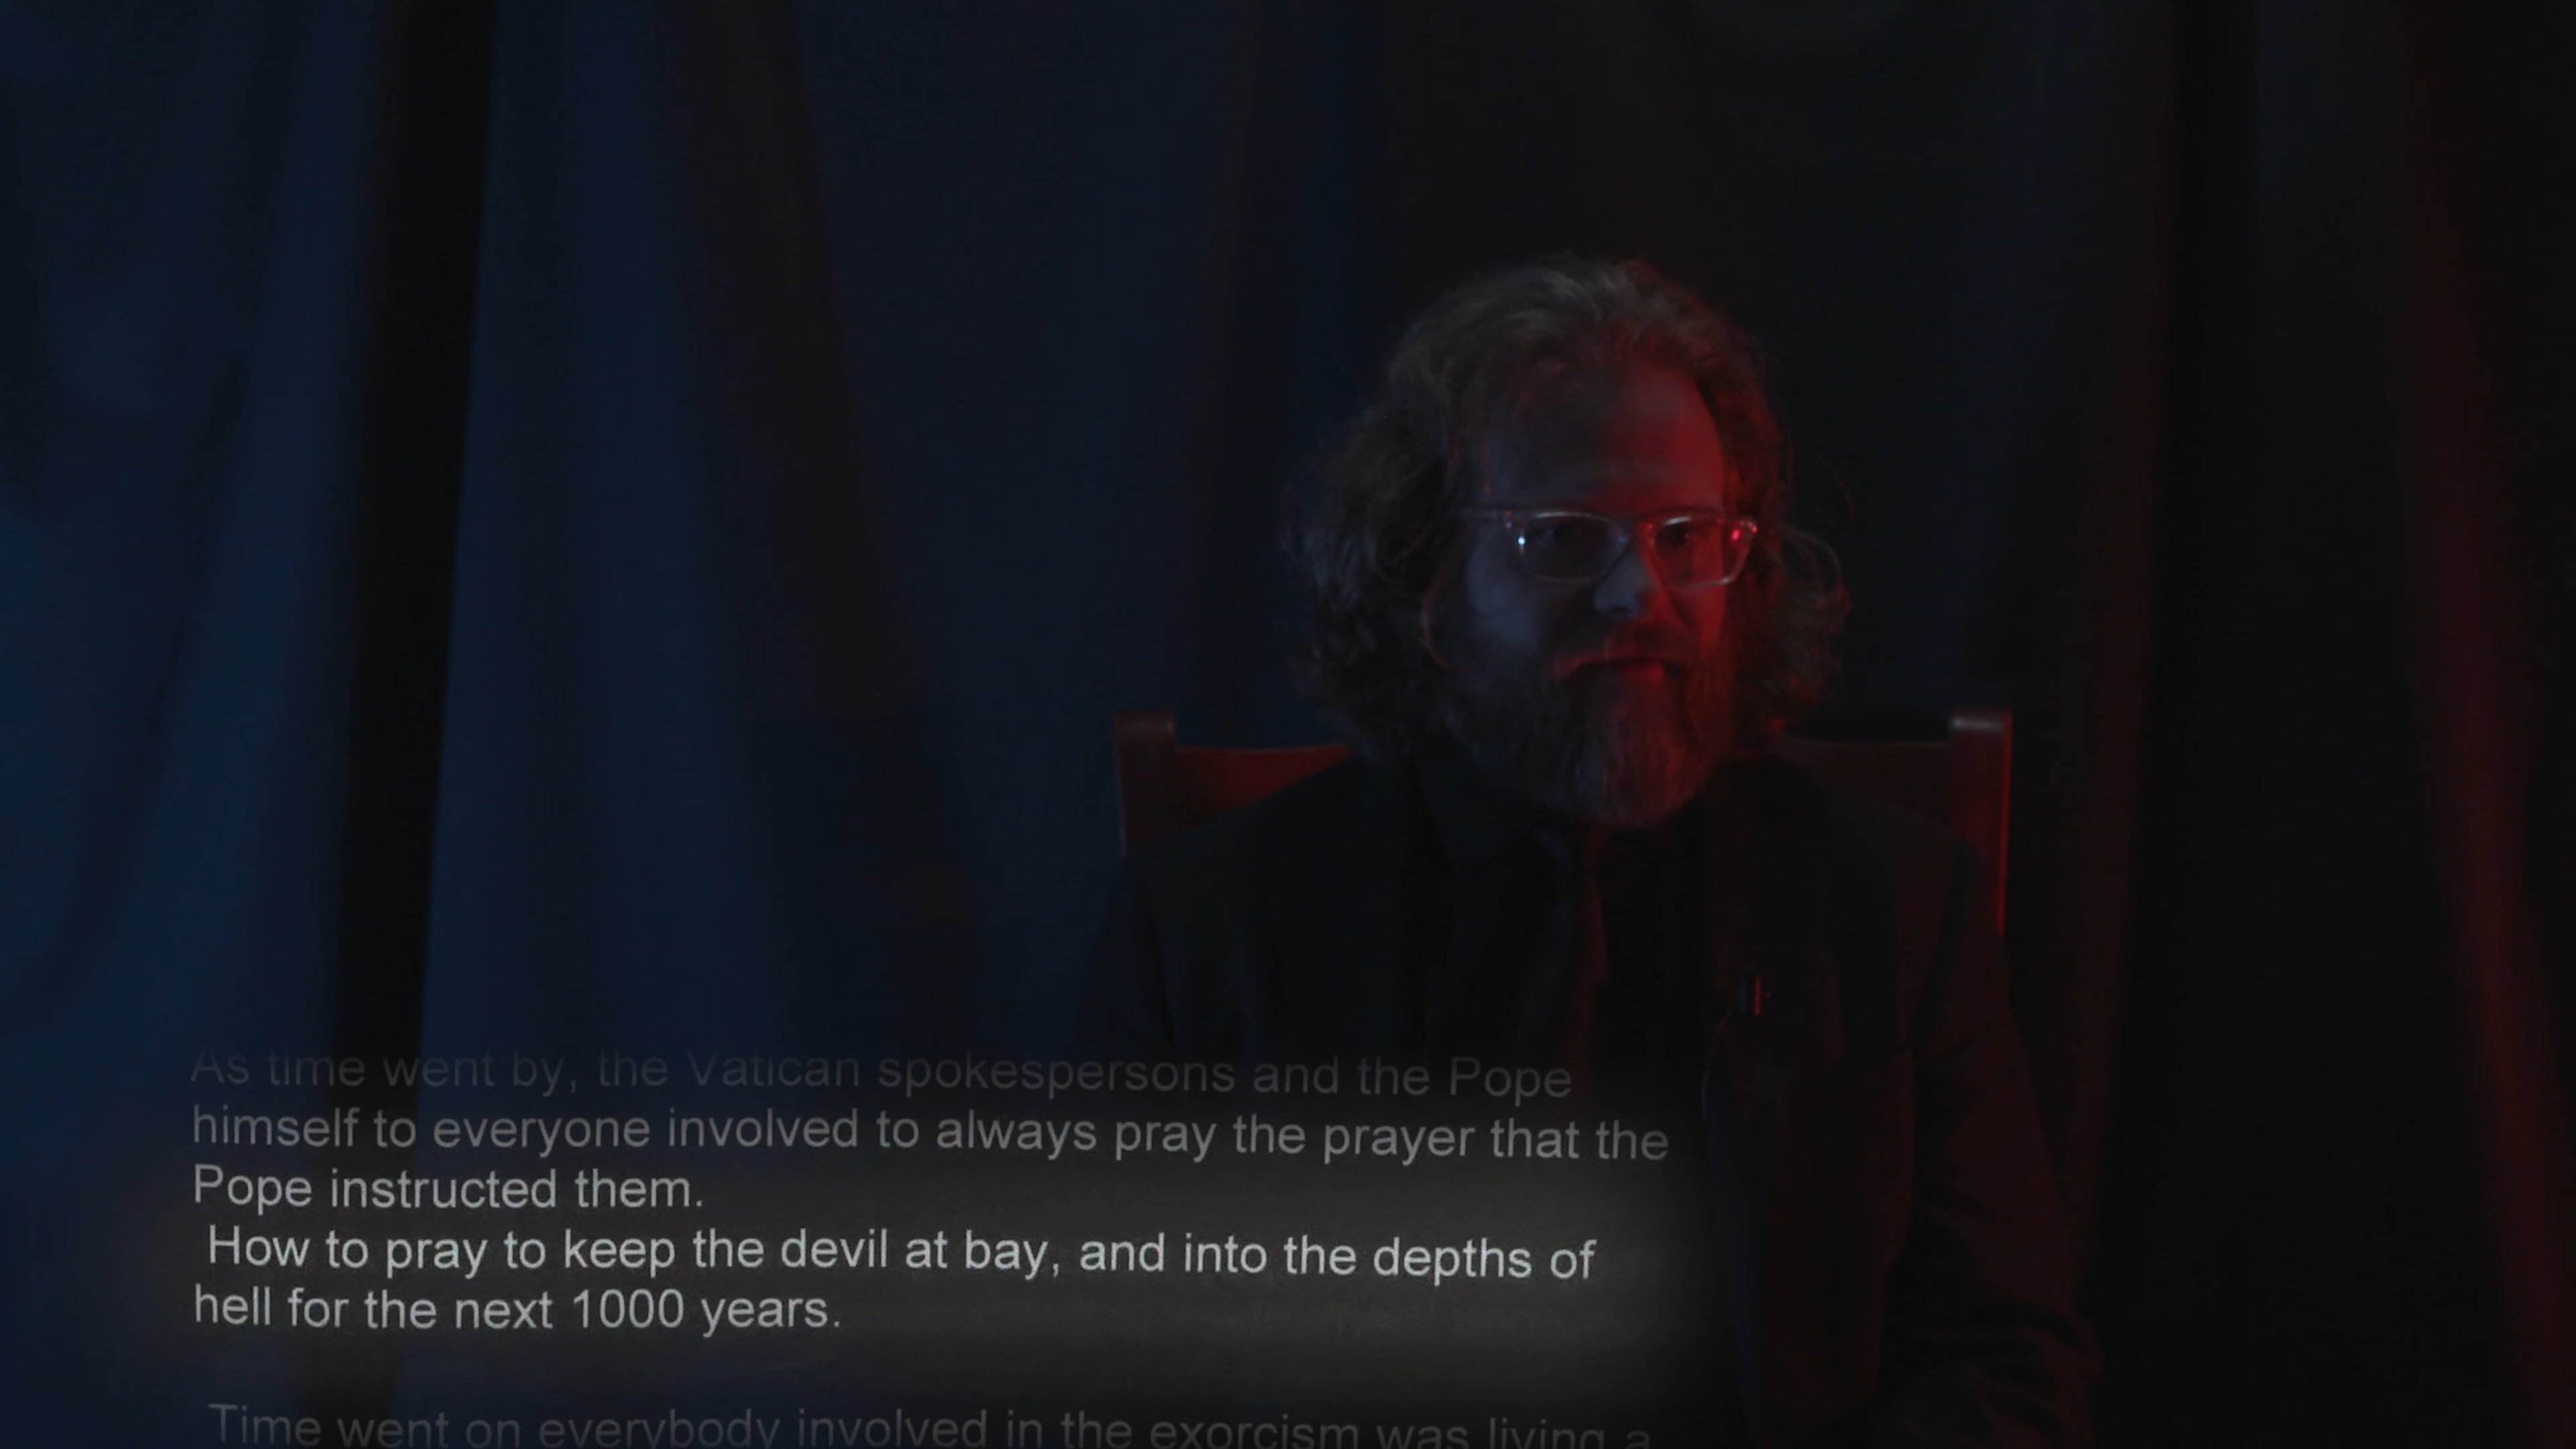 As time went by, the Vatican spokespersons and the Pope
himself to everyone involved to always pray the prayer that the
Pope instructed them.
How to pray to keep the devil at bay, and into the depths of
hell for the next 1000 years.
Time went on everybody involved in the exorcism was living a